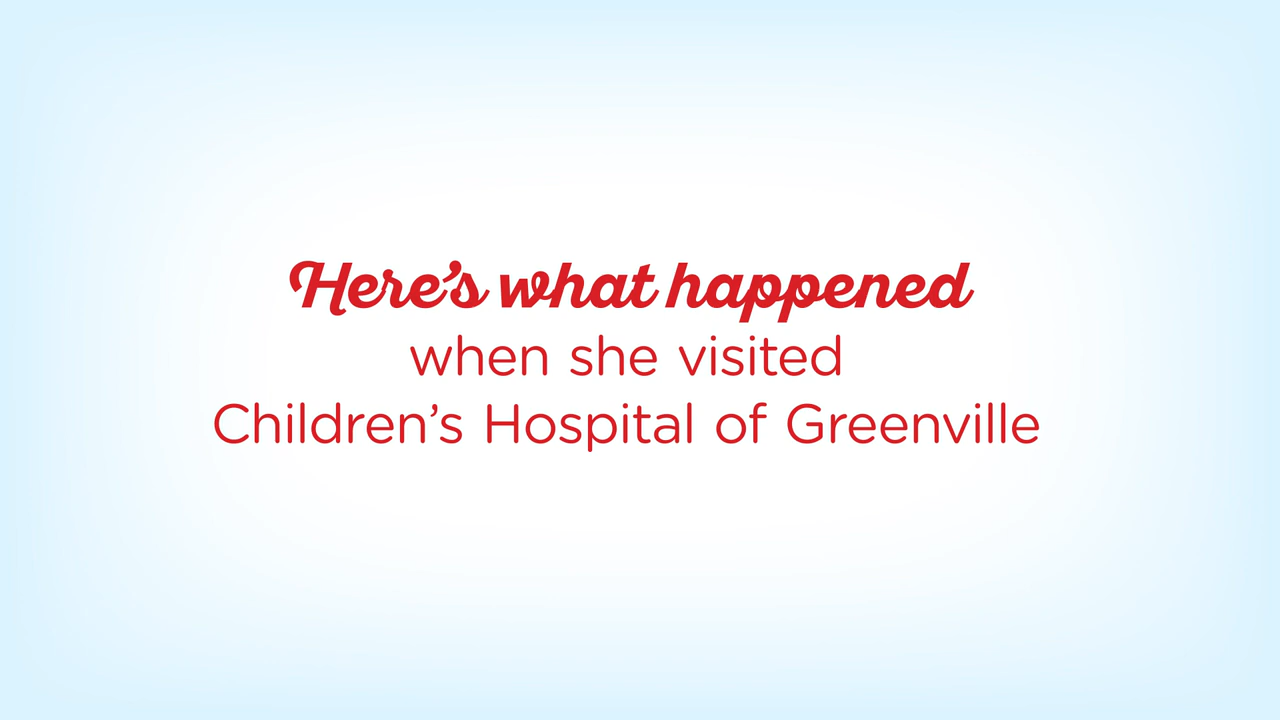 Here’s what happened
when she visited
Children’s Hospital of Greenville